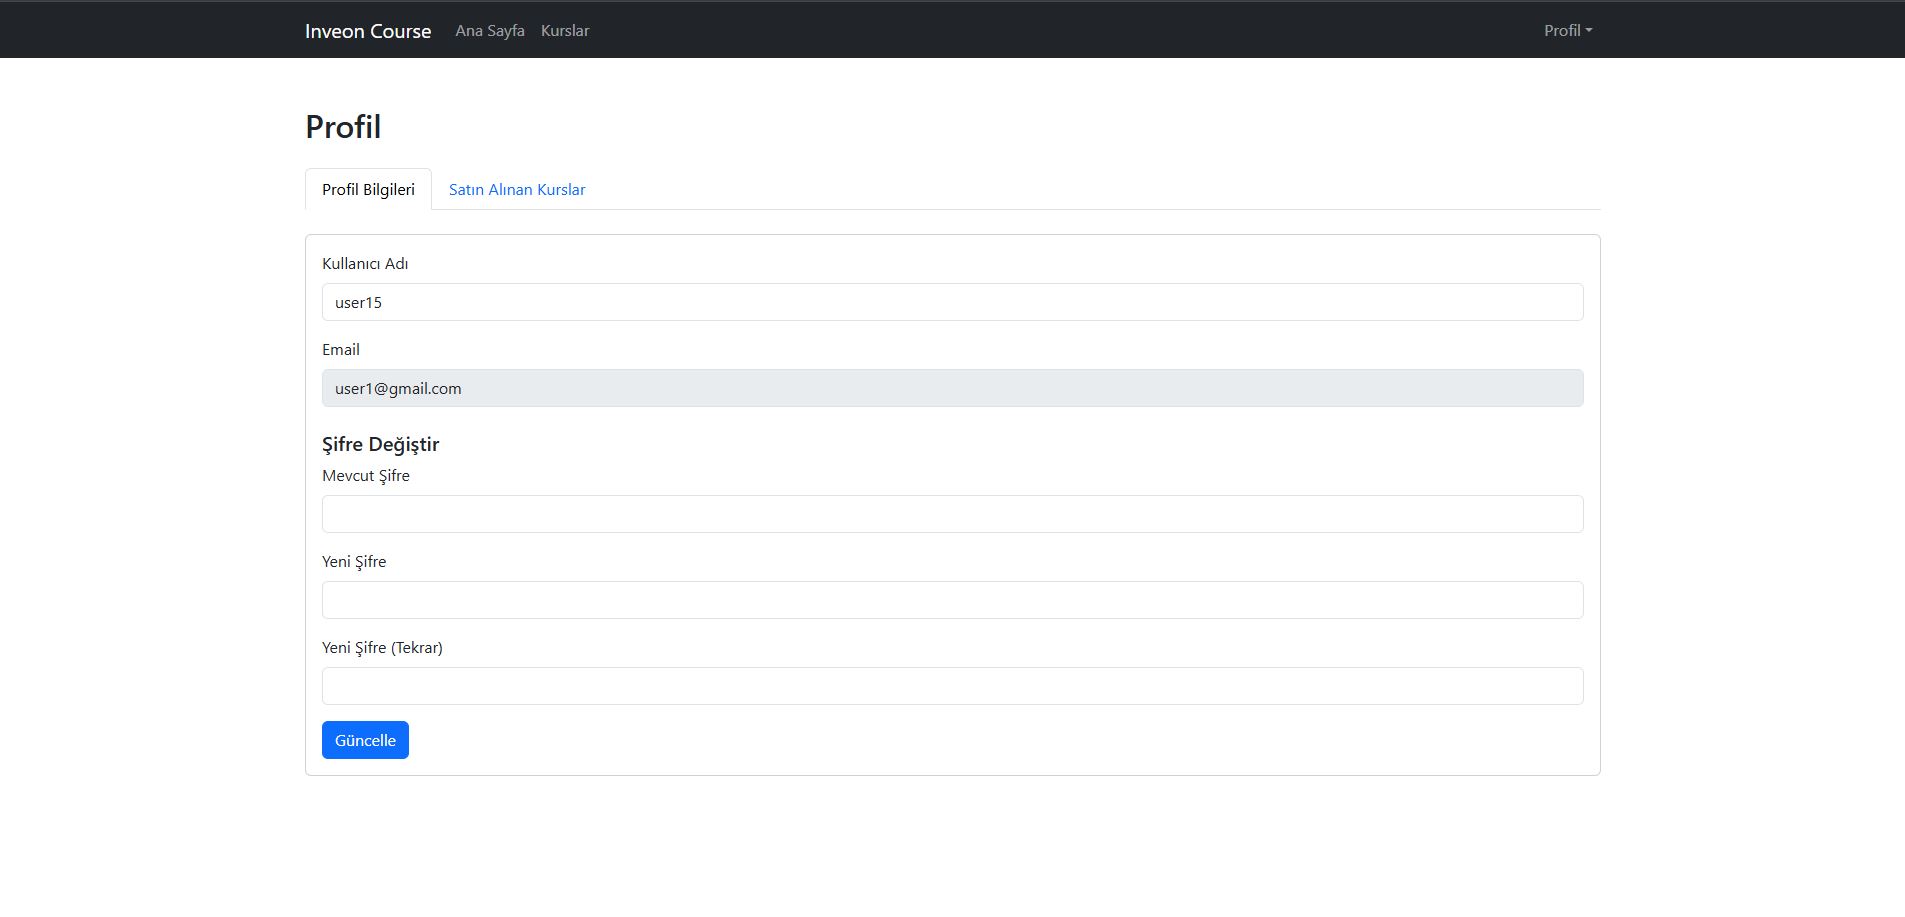 Inveon Course Ana Sayfa Kurslar Profil
Profil
Profil Bilgileri Satın Alınan Kurslar
Kullanıcı Adı
user15
Email
user1@gmail.com
Şifre Değiştir
Mevcut Şifre
Yeni Şifre
Yeni Şifre (Tekrar)
Güncelle